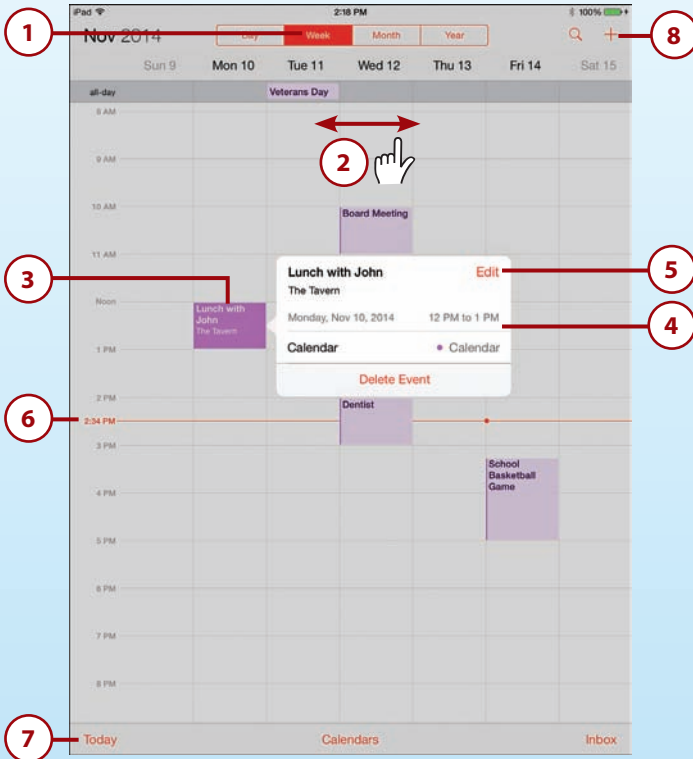 iPad 2:18 PM 100%
1 Nov 2014 Day Week Month Year 8
Sun 9 Mon 10 Tue 11 Wed 12 Thu 13 Fri 14 Sat 15
all-day Veterans Day
8 AM
2
9 AM
10 AM
Board Meeting
11 AM
3 Lunch with John Edit 5
The Tavern
Noon
Lunch with
John
The Tavern
Monday, Nov 10, 2014 12 PM to 1 PM 4
1 PM
Calendar Calendar
Delete Event
2 PM
Dentist
6 2:34 PM
3 PM
School
Basketball
Game
4 PM
5 PM
6 PM
7 PM
8 PM
7 Today Calendars Inbox